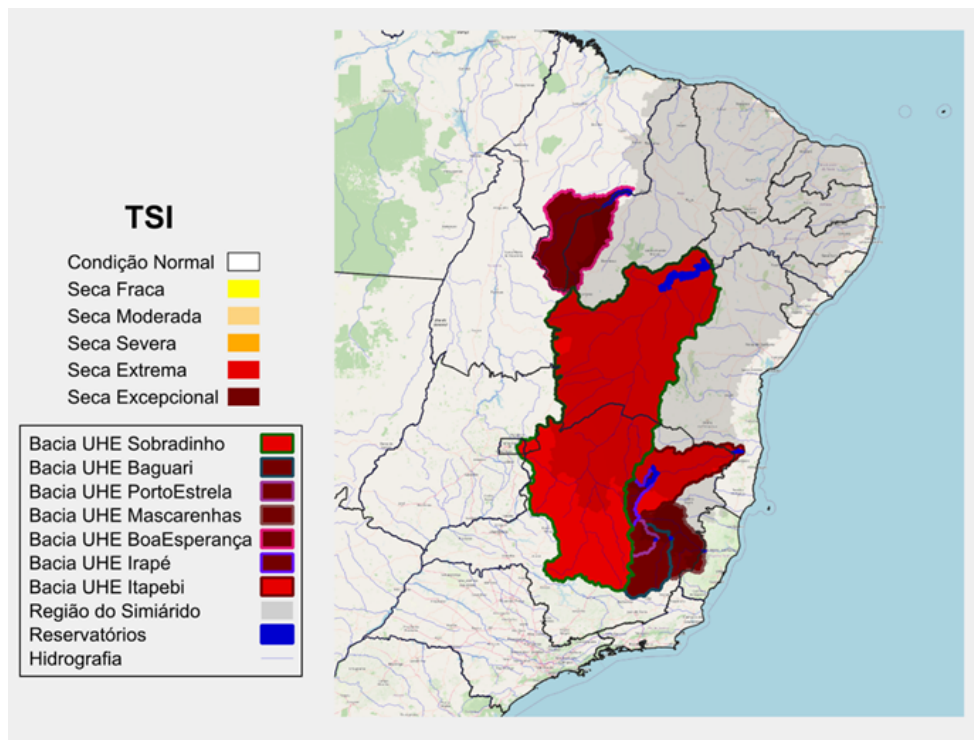 TSI
Condição Normal
Seca Fraca
Seca Moderada
Seca Severa
Seca Extrema
Seca Excepcional
Bacia UHE Sobradinho
Bacia UHE Baguari
Bacia UHE PortoEstrela
Bacia UHE Mascarenhas
Bacia UHE BoaEsperança
Bacia UHE Irapé
Bacia UHE Itapebi
Região do Simiárido
Reservatórios
Hidrografia